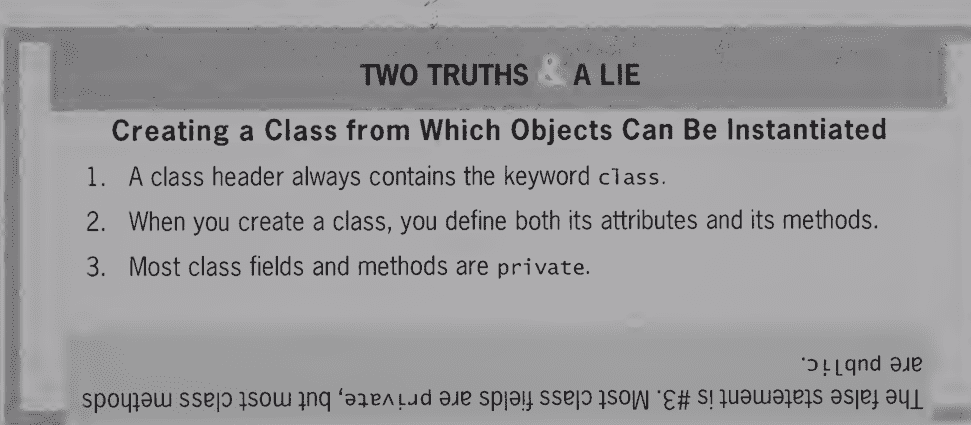 TWO TRUTHS & A LIE
Creating a Class from Which Objects Can Be Instantiated
1. A class header always contains the keyword class.
2. When you create a class, you define both its attributes and its methods.
3. Most class fields and methods are private.
The false statement is #3. Most class fields are private, but most class methods
are public.